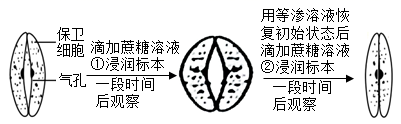 保卫
细胞
气孔
滴加蔗糖溶液
①浸润标本
一段时间
后观察
用等渗溶液恢
复初始状态后
滴加蔗糖溶液
②浸润标本
一段时间
后观察